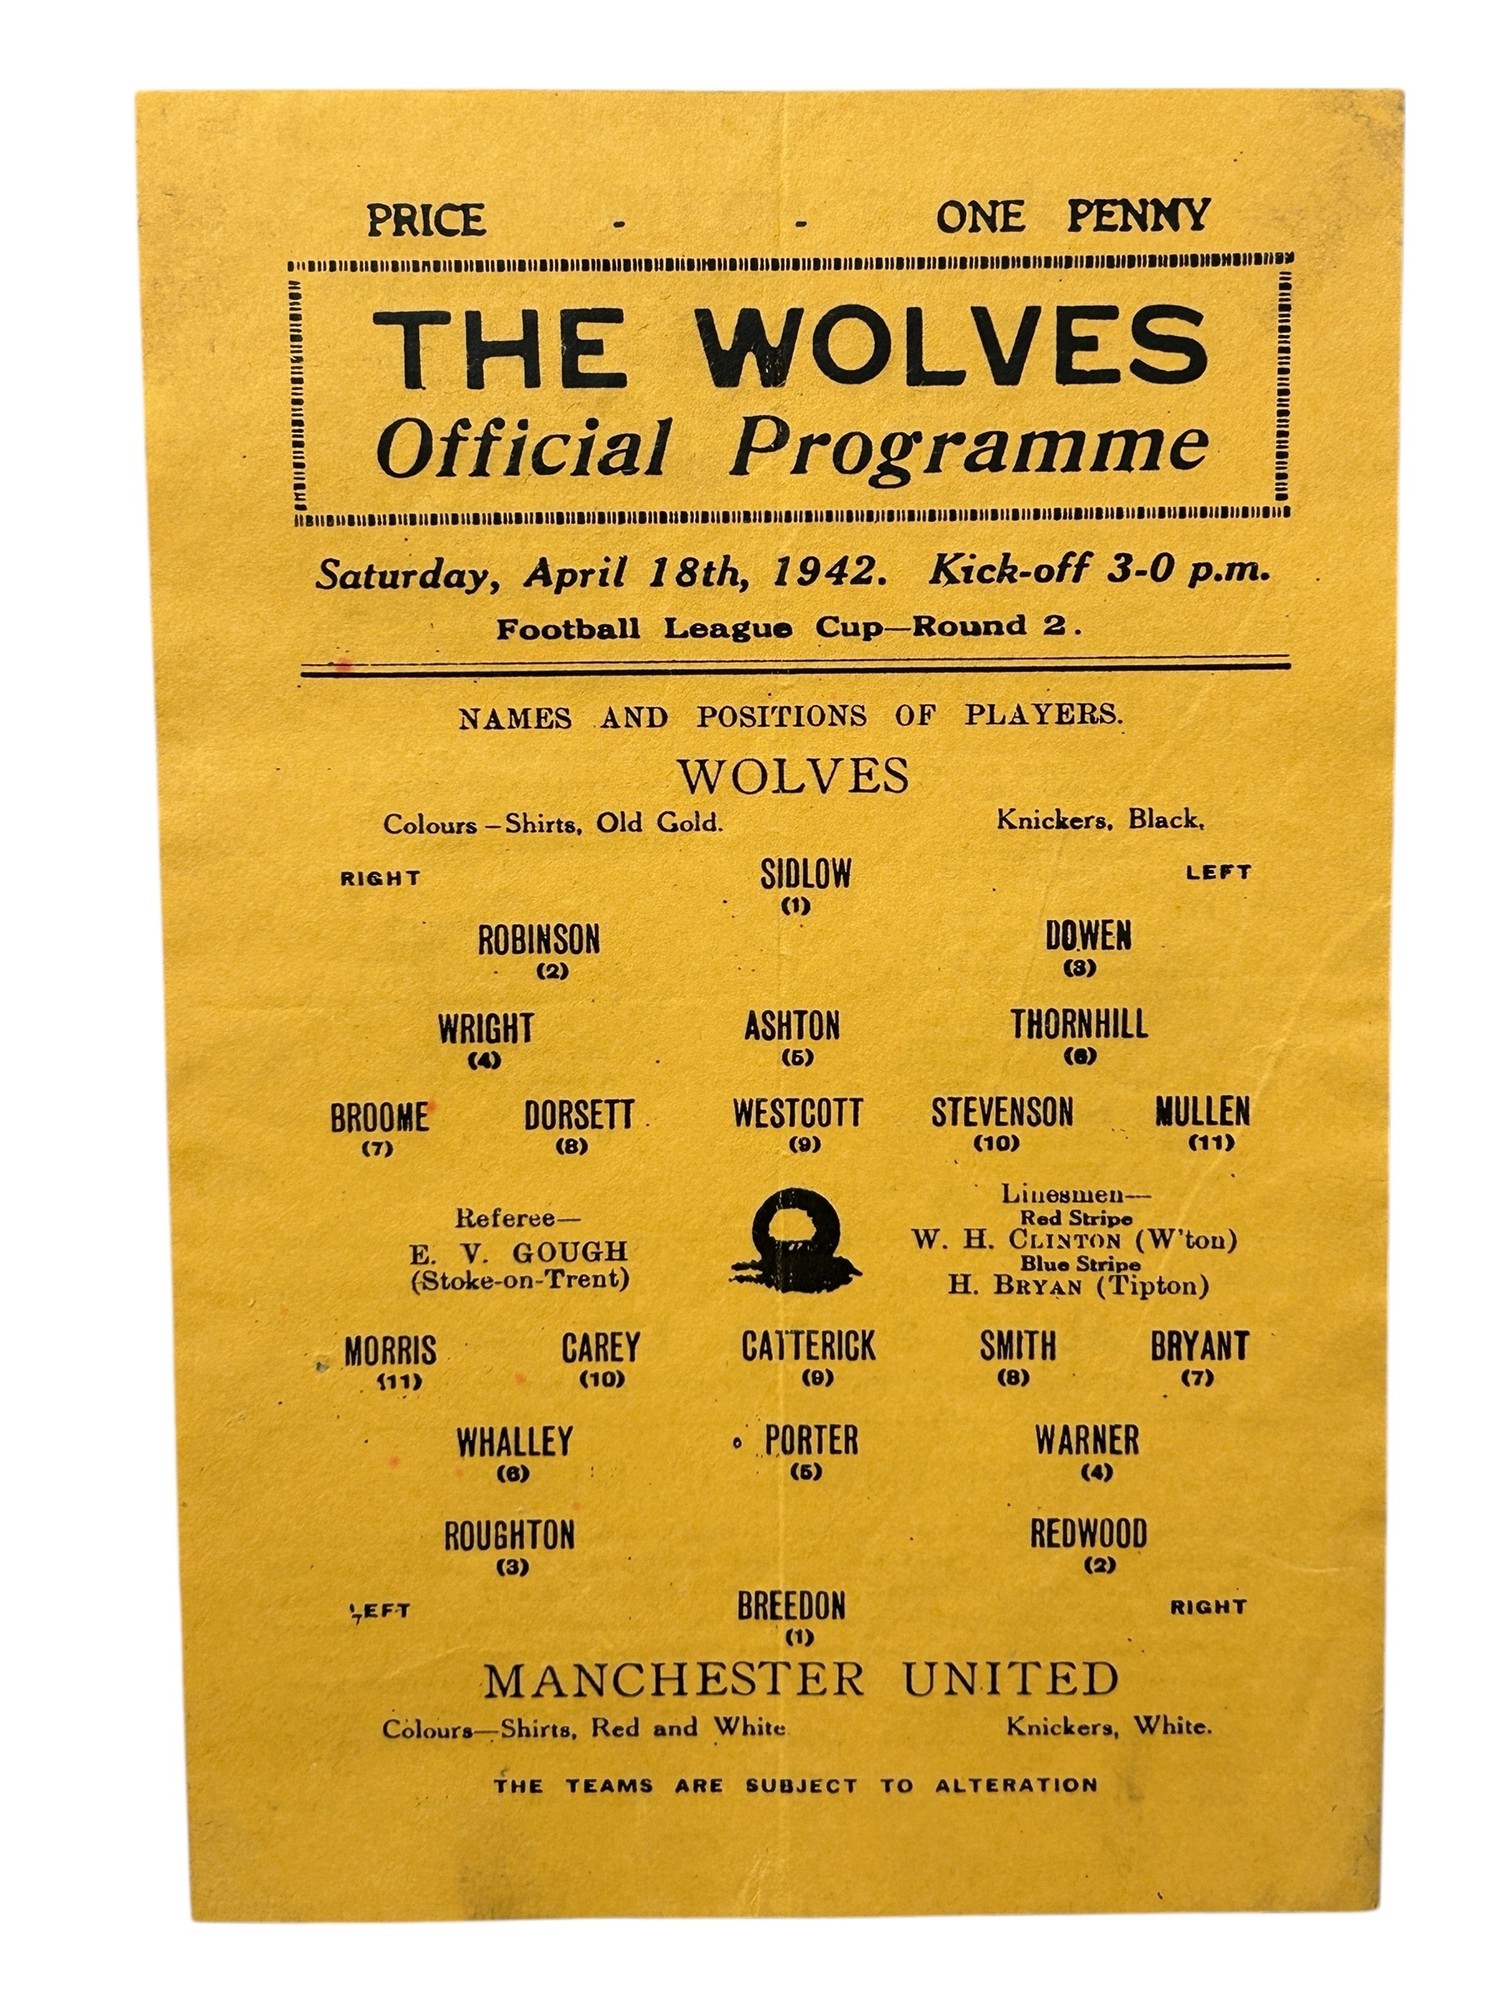 PRICE - - ONE PENNY
THE WOLVES
Official Programme
Saturday, April 18th, 1942. Kick-off 3-0 p.m.
Football League Cup—Round 2.
NAMES AND POSITIONS OF PLAYERS.
WOLVES
Colours – Shirts, Old Gold. Knickers, Black,
RIGHT SIDLOW LEFT
(1)
ROBINSON DOWEN
(2) (3)
WRIGHT ASHTON THORNHILL
(4) (5) (6)
BROOME DORSETT WESTCOTT STEVENSON MULLEN
(7) (8) (9) (10) (11)
Referee—
E. V. GOUGH
(Stoke-on-Trent)
Linesmen—
Red Stripe
W. H. CLINTON (W'ton)
Blue Stripe
H. BRYAN (Tipton)
MORRIS CAREY CATTERICK SMITH BRYANT
(11) (10) (9) (8) (7)
WHALLEY PORTER WARNER
(6) (5) (4)
ROUGHTON REDWOOD
(3) (2)
LEFT BREEDON RIGHT
(1)
MANCHESTER UNITED
Colours—Shirts, Red and White Knickers, White.
THE TEAMS ARE SUBJECT TO ALTERATION